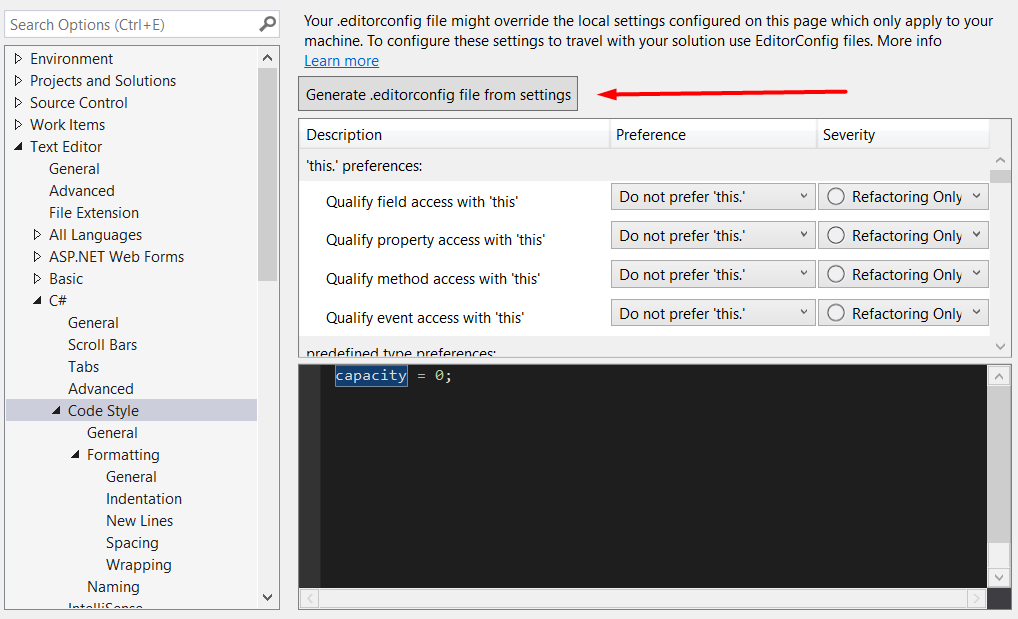 Search Options (Ctrl+E)
Environment
Projects and Solutions
Source Control
Work Items
Text Editor
General
Advanced
File Extension
All Languages
ASP.NET Web Forms
Basic
C#
General
Scroll Bars
Tabs
Advanced
Code Style
General
Formatting
General
Indentation
New Lines
Spacing
Wrapping
Naming
IntelliSense
Your .editorconfig file might override the local settings configured on this page which only apply to your
machine. To configure these settings to travel with your solution use EditorConfig files. More info
Learn more
Generate .editorconfig file from settings
Description Preference Severity
'this.' preferences:
Qualify field access with 'this' Do not prefer 'this.' Refactoring Only
Qualify property access with 'this' Do not prefer 'this.' Refactoring Only
Qualify method access with 'this' Do not prefer 'this.' Refactoring Only
Qualify event access with 'this' Do not prefer 'this.' Refactoring Only
predefined type preferences:
capacity = 0;